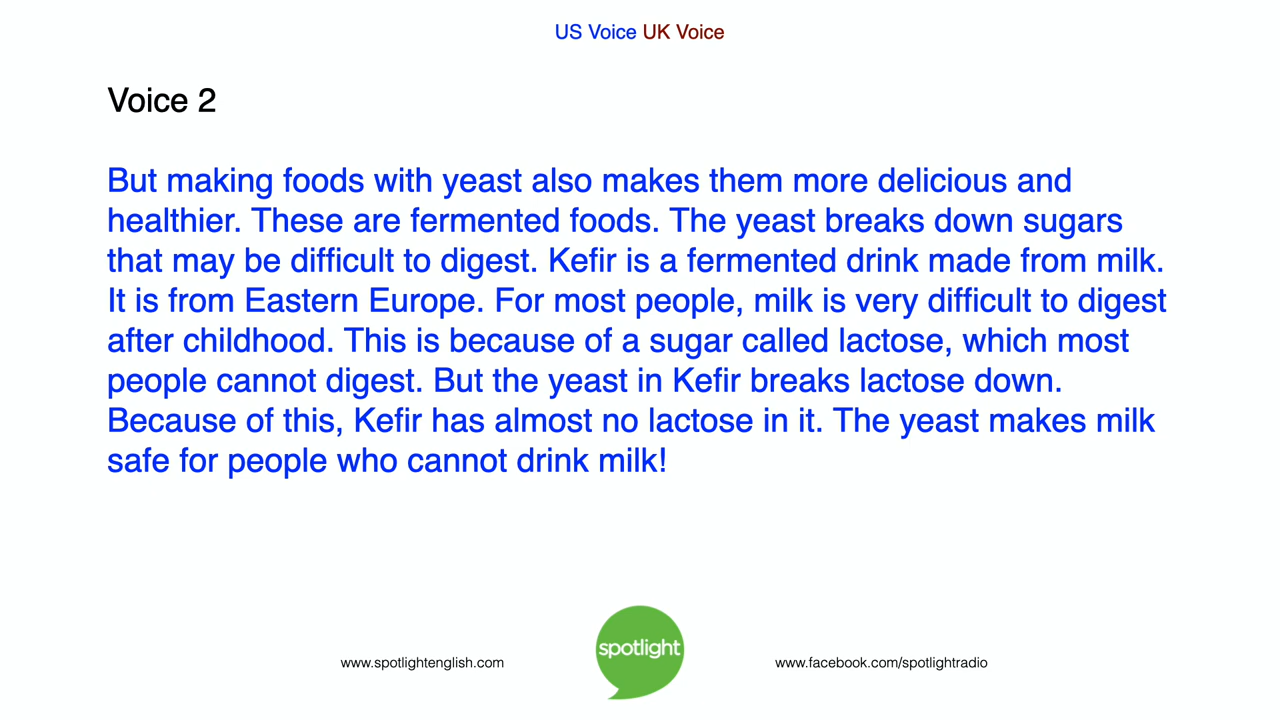 US Voice UK Voice
Voice 2
But making foods with yeast also makes them more delicious and
healthier. These are fermented foods. The yeast breaks down sugars
that may be difficult to digest. Kefir is a fermented drink made from milk.
It is from Eastern Europe. For most people, milk is very difficult to digest
after childhood. This is because of a sugar called lactose, which most
people cannot digest. But the yeast in Kefir breaks lactose down.
Because of this, Kefir has almost no lactose in it. The yeast makes milk
safe for people who cannot drink milk!
www.spotlightenglish.com
spotlight
www.facebook.com/spotlightradio